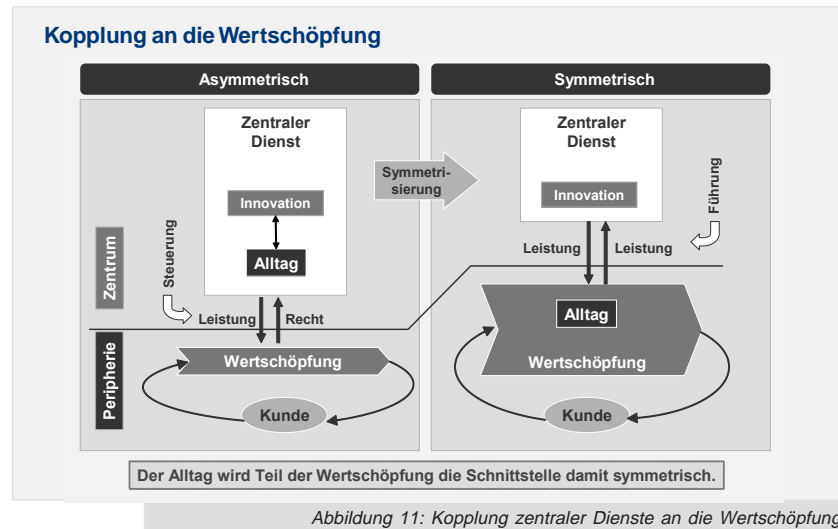 Kopplung an die Wertschöpfung
Asymmetrisch
Symmetrisch
Zentraler
Dienst
Innovation
Alltag
Steuerung
Leistung
Recht
Wertschöpfung
Kunde
Zentrum
Peripherie
Symmetri-
sierung
Zentraler
Dienst
Innovation
Führung
Leistung
Leistung
Alltag
Wertschöpfung
Kunde
Der Alltag wird Teil der Wertschöpfung die Schnittstelle damit symmetrisch.
Abbildung 11: Kopplung zentraler Dienste an die Wertschöpfung